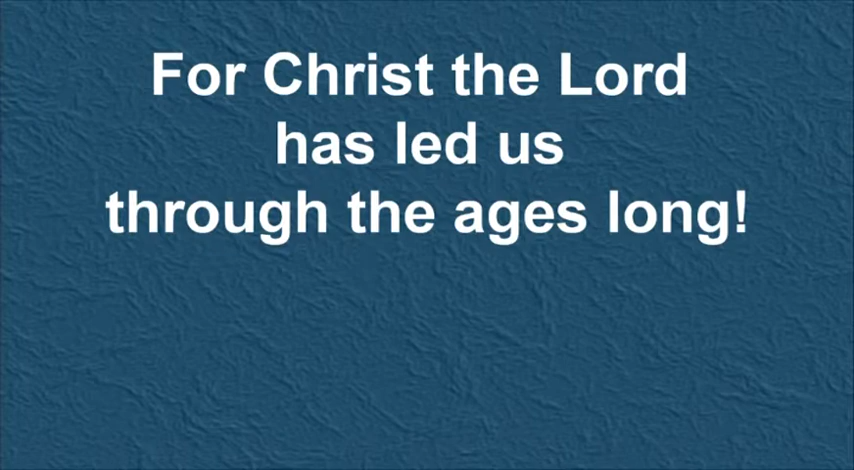 For Christ the Lord
has led us
through the ages long!